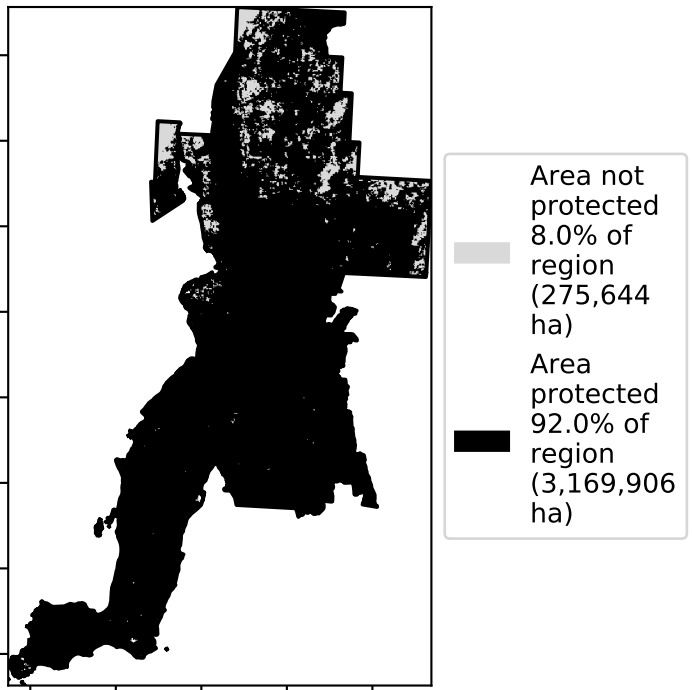 Area not
protected
8.0% of
region
(275,644
ha)
Area
protected
92.0% of
region
(3,169,906
ha)